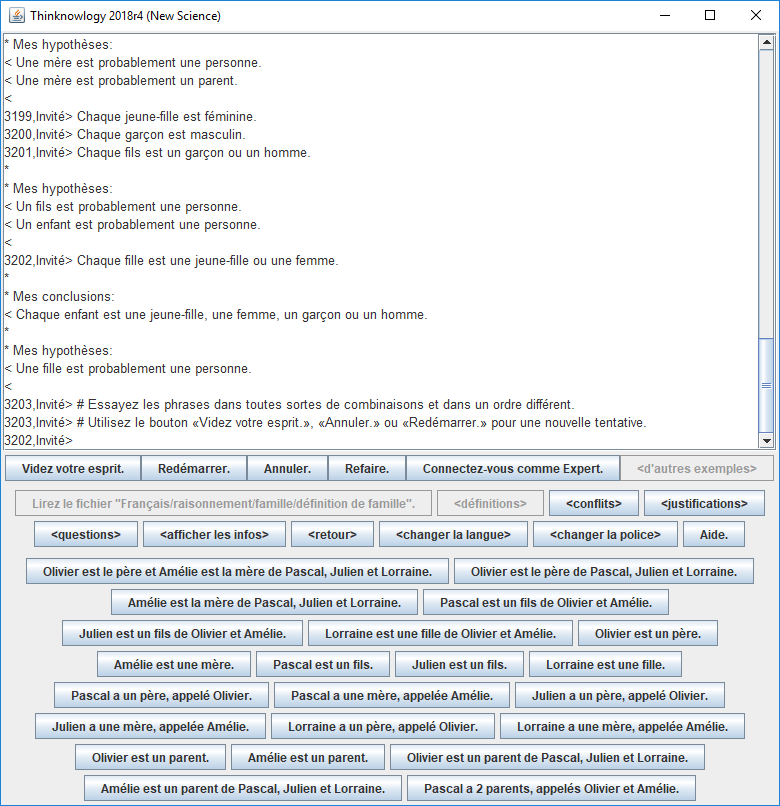 Thinknowlogy 2018r4 (New Science)
* Mes hypothèses:
< Une mère est probablement une personne.
< Une mère est probablement un parent.
<
3199,Invité> Chaque jeune-fille est féminine.
3200,Invité> Chaque garçon est masculin.
3201,Invité> Chaque fils est un garçon ou un homme.
*
* Mes hypothèses:
< Un fils est probablement une personne.
< Un enfant est probablement une personne.
<
3202,Invité> Chaque fille est une jeune-fille ou une femme.
*
* Mes conclusions:
< Chaque enfant est une jeune-fille, une femme, un garçon ou un homme.
*
* Mes hypothèses:
< Une fille est probablement une personne.
<
3203,Invité> # Essayez les phrases dans toutes sortes de combinaisons et dans un ordre différent.
3203,Invité> # Utilisez le bouton «Videz votre esprit.», «Annuler.» ou «Redémarrer.» pour une nouvelle tentative.
3202,Invité>
Videz votre esprit. Redémarrer. Annuler. Refaire. Connectez-vous comme Expert. <d'autres exemples>
Lirez le fichier "Français/raisonnement/famille/définition de famille". <définitions> <conflits> <justifications>
<questions> <afficher les infos> <retour> <changer la langue> <changer la police> Aide.
Olivier est le père et Amélie est la mère de Pascal, Julien et Lorraine. Olivier est le père de Pascal, Julien et Lorraine.
Amélie est la mère de Pascal, Julien et Lorraine. Pascal est un fils de Olivier et Amélie.
Julien est un fils de Olivier et Amélie. Lorraine est une fille de Olivier et Amélie. Olivier est un père.
Amélie est une mère. Pascal est un fils. Julien est un fils. Lorraine est une fille.
Pascal a un père, appelé Olivier. Pascal a une mère, appelée Amélie. Julien a un père, appelé Olivier.
Julien a une mère, appelée Amélie. Lorraine a un père, appelé Olivier. Lorraine a une mère, appelée Amélie.
Olivier est un parent. Amélie est un parent. Olivier est un parent de Pascal, Julien et Lorraine.
Amélie est un parent de Pascal, Julien et Lorraine. Pascal a 2 parents, appelés Olivier et Amélie.